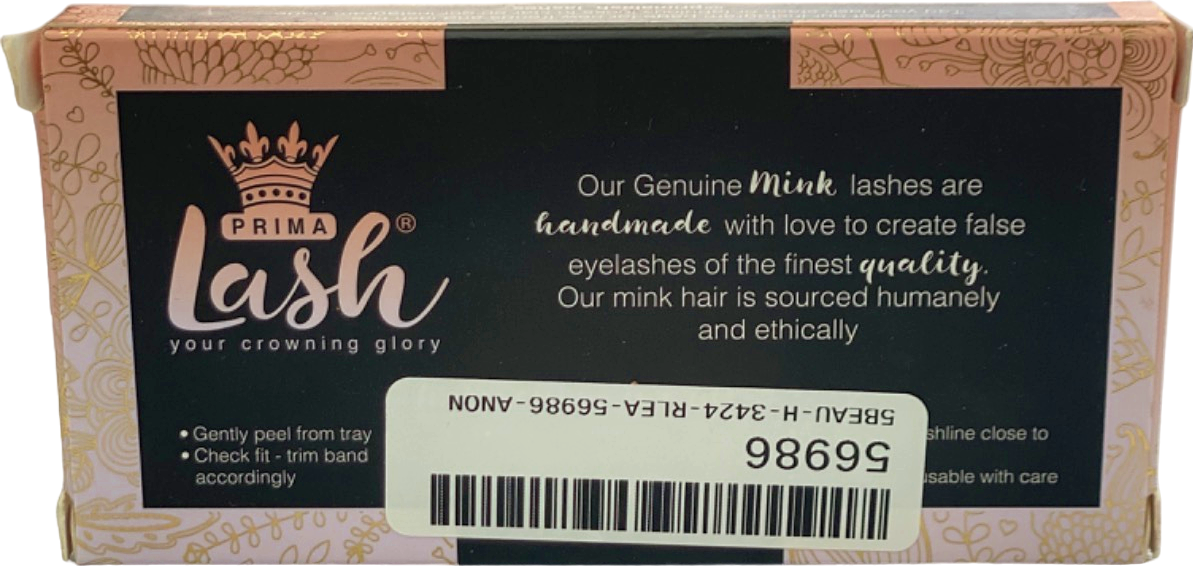 PRIMA
Lash®
your crowning glory
Our Genuine Mink lashes are
handmade with love to create false
eyelashes of the finest quality.
Our mink hair is sourced humanely
and ethically
• Gently peel from tray
• Check fit - trim band
accordingly
close to
with care
5BEAU-H-3424-RLEA-56986-ANON
56986